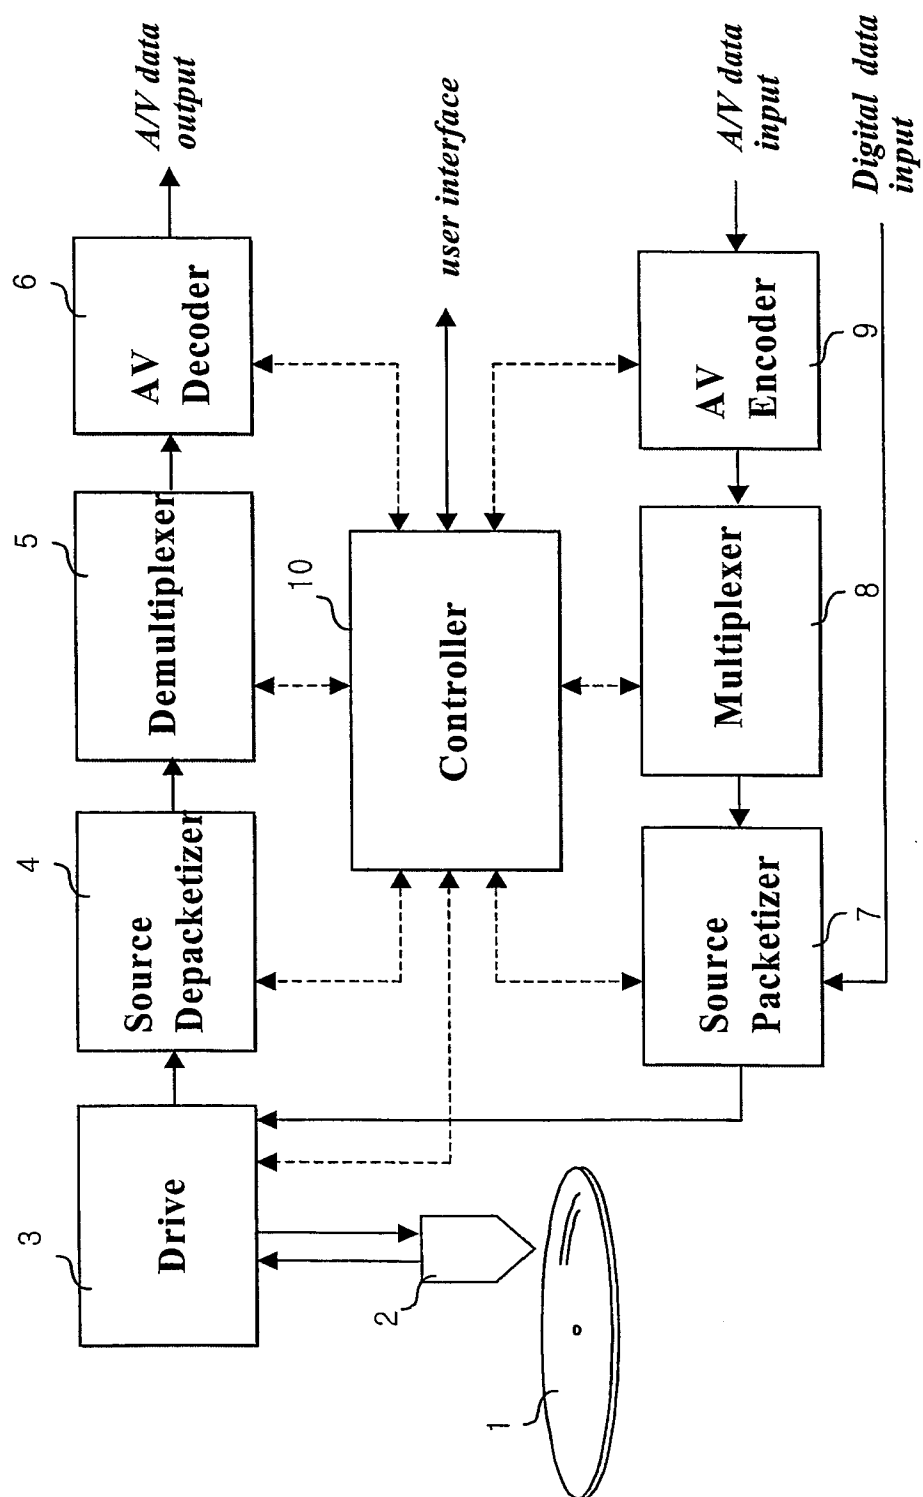 1
2
3
Drive
4
Source
Depacketizer
5
Demultiplexer
6
AV
Decoder
A/V data
output
10
Controller
user interface
Source
Packetizer
7
Multiplexer
8
AV
Encoder
9
A/V data
input
Digital data
input